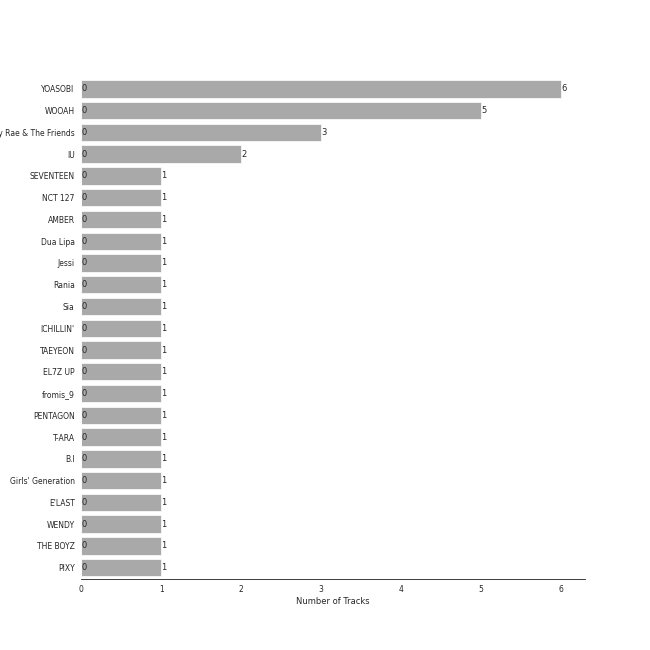 YOASOBI 0 6
WOOAH 0 5
y Rae & The Friends 0 3
IU 0 2
SEVENTEEN 0 1
NCT 127 0 1
AMBER 0 1
Dua Lipa 0 1
Jessi 0 1
Rania 0 1
Sia 0 1
ICHILLIN' 0 1
TAEYEON 0 1
EL7Z UP 0 1
fromis_9 0 1
PENTAGON 0 1
T-ARA 0 1
B.I 0 1
Girls' Generation 0 1
E'LAST 0 1
WENDY 0 1
THE BOYZ 0 1
PIXY 0 1
0 1 2 3 4 5 6
Number of Tracks